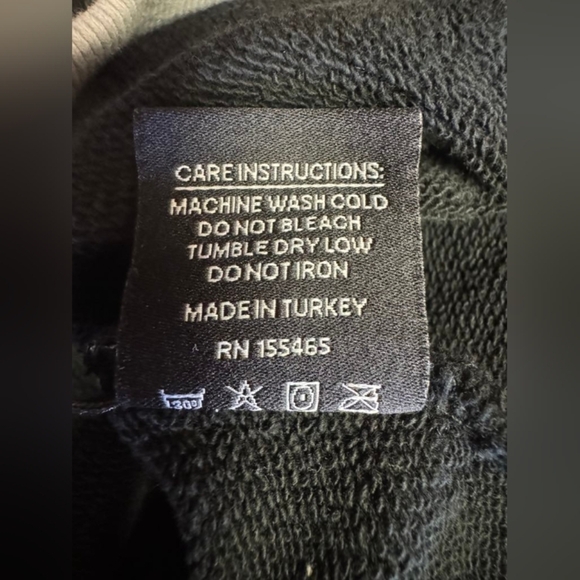 CARE INSTRUCTIONS:
MACHINE WASH COLD
DO NOT BLEACH
TUMBLE DRY LOW
DO NOT IRON
MADE IN TURKEY
RN 155465
30°